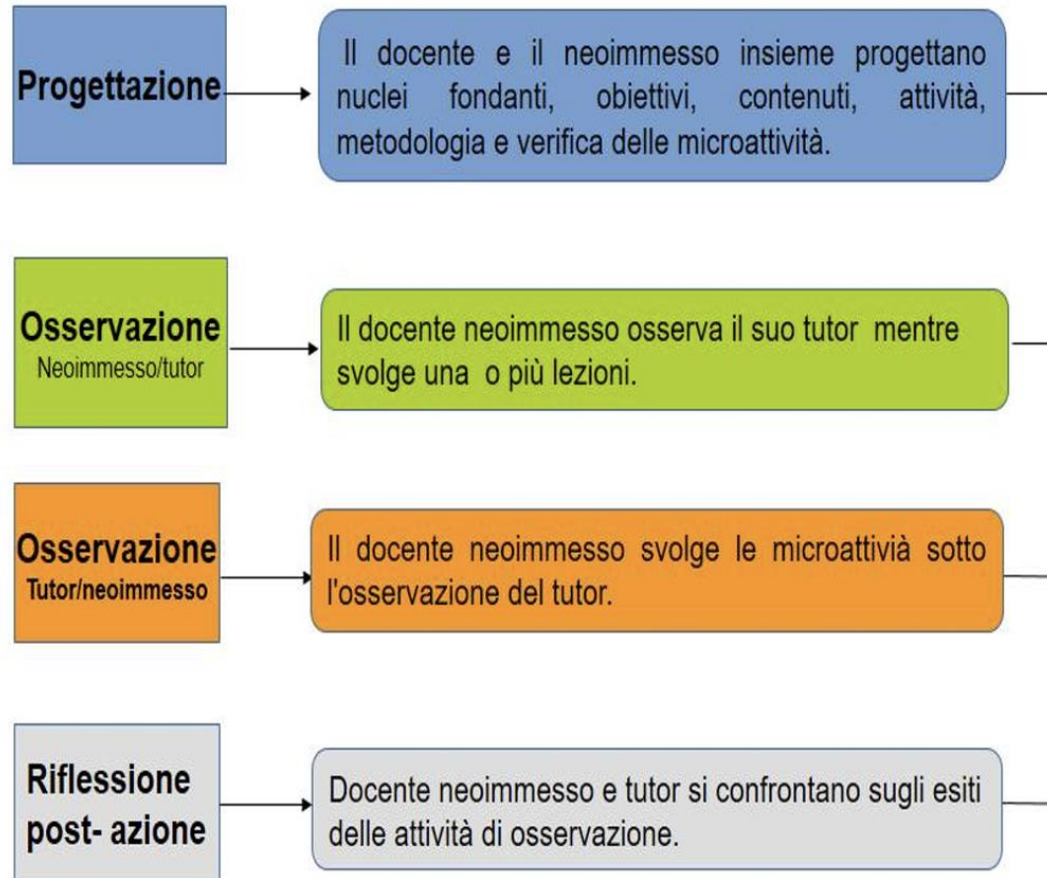 Progettazione
Il docente e il neoimmesso insieme progettano
nuclei fondanti, obiettivi, contenuti, attività,
metodologia e verifica delle microattività.
Osservazione
Neoimmesso/tutor
Il docente neoimmesso osserva il suo tutor mentre
svolge una o più lezioni.
Osservazione
Tutor/neoimmesso
Il docente neoimmesso svolge le microattivià sotto
l'osservazione del tutor.
Riflessione
post- azione
Docente neoimmesso e tutor si confrontano sugli esiti
delle attività di osservazione.